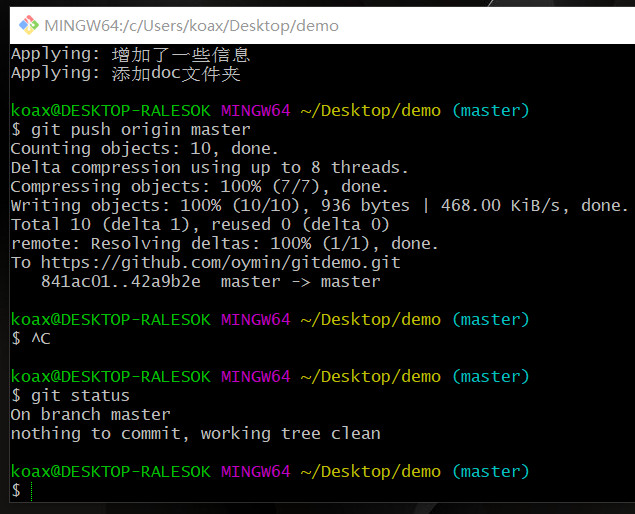 MINGW64:/c/Users/koax/Desktop/demo
Applying: 增加了一些信息
Applying: 添加doc文件夹
koax@DESKTOP-RALESOK MINGW64 ~/Desktop/demo (master)
$ git push origin master
Counting objects: 10, done.
Delta compression using up to 8 threads.
Compressing objects: 100% (7/7), done.
Writing objects: 100% (10/10), 936 bytes | 468.00 KiB/s, done.
Total 10 (delta 1), reused 0 (delta 0)
remote: Resolving deltas: 100% (1/1), done.
To https://github.com/oymin/gitdemo.git
841ac01..42a9b2e master -> master
koax@DESKTOP-RALESOK MINGW64 ~/Desktop/demo (master)
$ ^C
koax@DESKTOP-RALESOK MINGW64 ~/Desktop/demo (master)
$ git status
On branch master
nothing to commit, working tree clean
koax@DESKTOP-RALESOK MINGW64 ~/Desktop/demo (master)
$